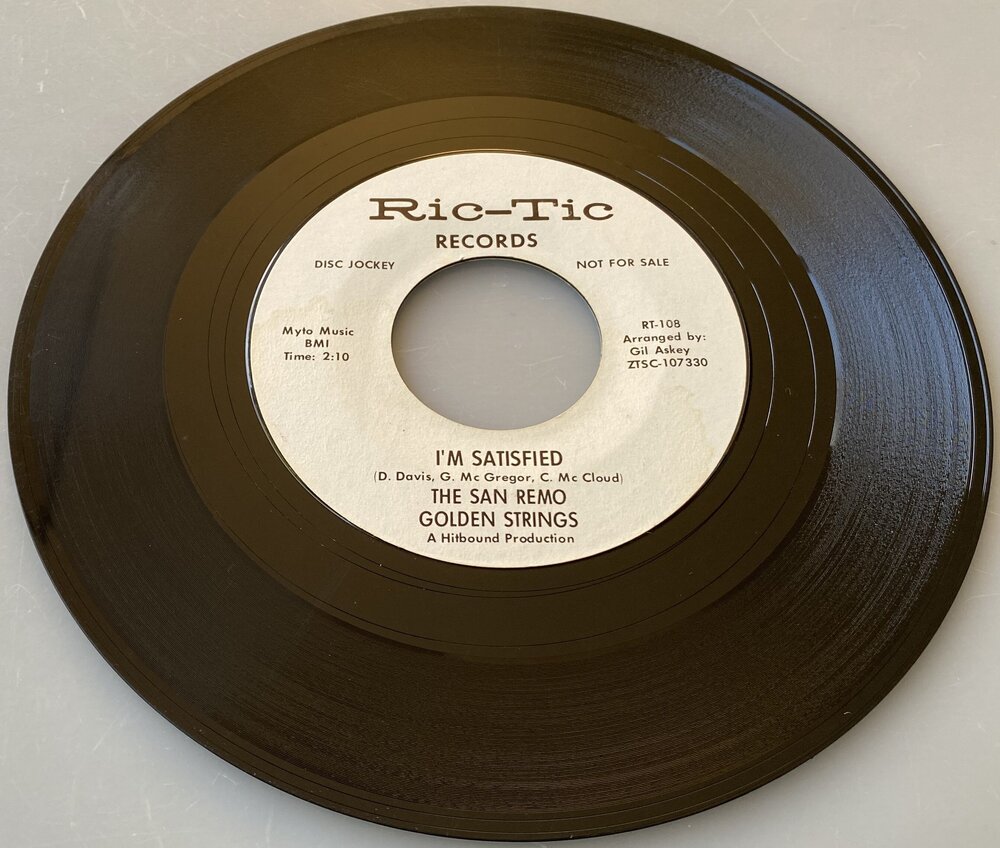 Ric-Tic
RECORDS
DISC JOCKEY
NOT FOR SALE
Myto Music
BMI
Time: 2:10
RT-108
Arranged by:
Gil Askey
ZTSC-107330
I'M SATISFIED
(D. Davis, G. Mc Gregor, C. Mc Cloud)
THE SAN REMO
GOLDEN STRINGS
A Hitbound Production